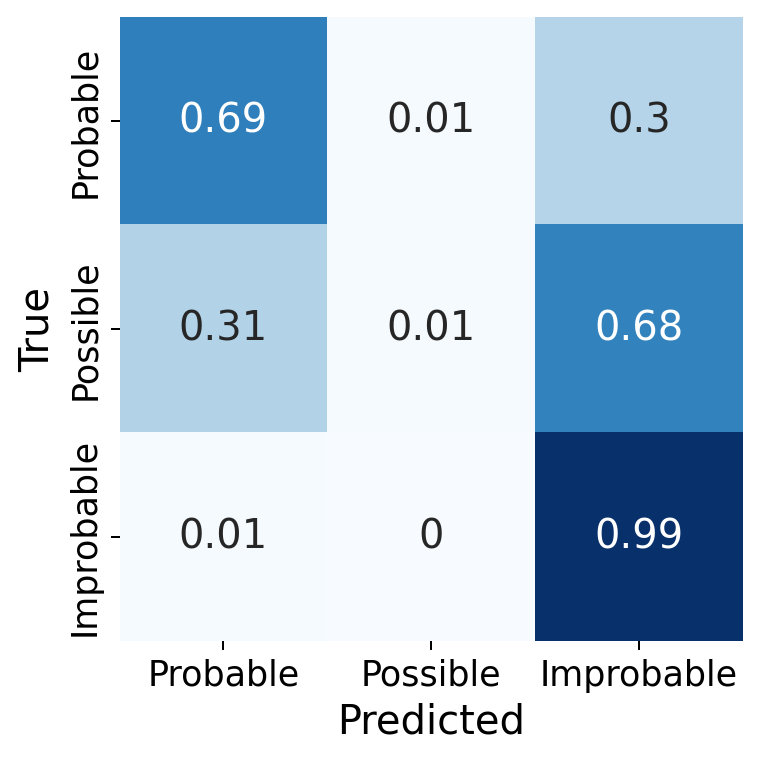 True
Probable
0.69 0.01 0.3
Possible
0.31 0.01 0.68
Improbable
0.01 0 0.99
Probable Possible Improbable
Predicted